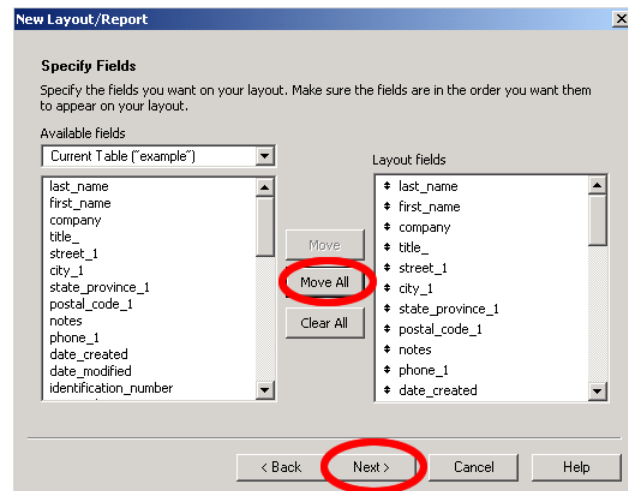 New Layout/Report
Specify Fields
Specify the fields you want on your layout. Make sure the fields are in the order you want them
to appear on your layout.
Available fields
Current Table ("example")
last_name
first_name
company
title_
street_1
city_1
state_province_1
postal_code_1
notes
phone_1
date_created
date_modified
identification_number
Move
Move All
Clear All
Layout fields
last_name
first_name
company
title_
street_1
city_1
state_province_1
postal_code_1
notes
phone_1
date_created
< Back
Next >
Cancel
Help